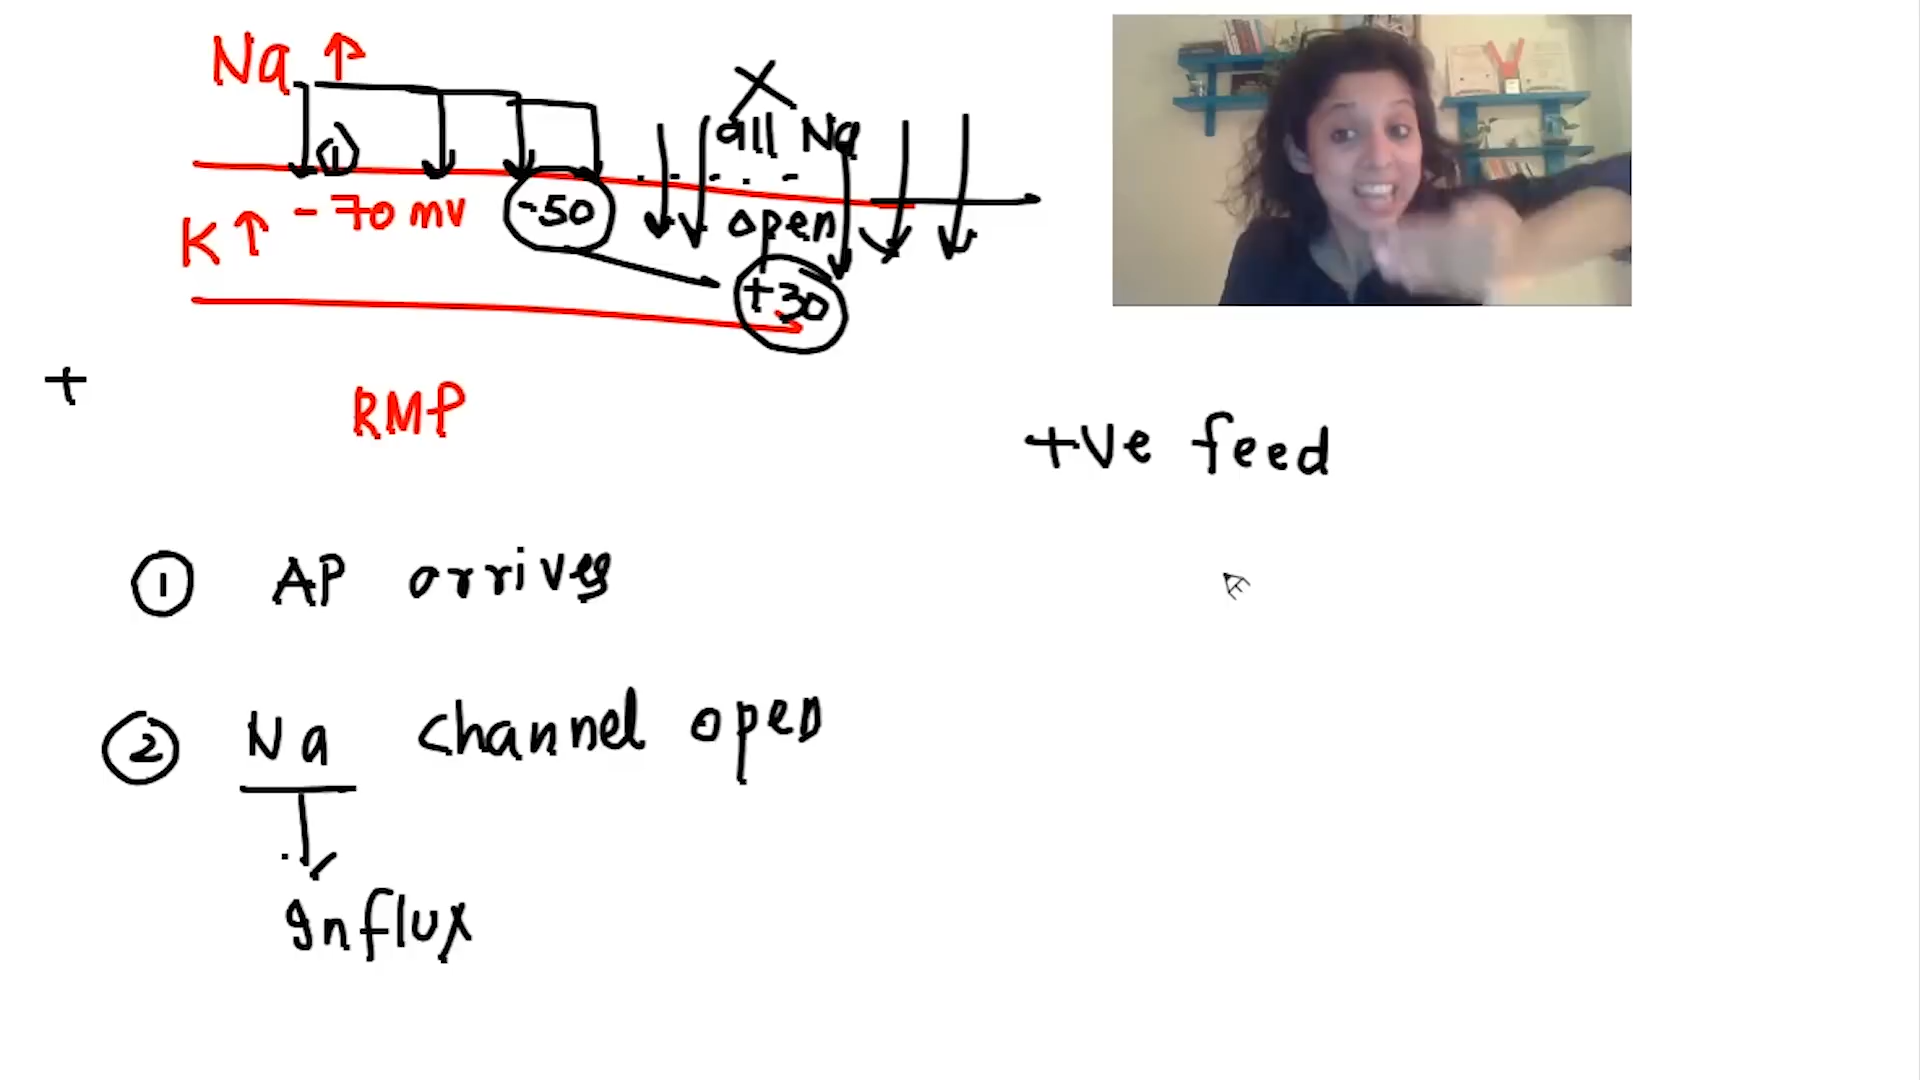 Na ↑
①
X
all Na
K ↑ - 70 mv
-50
open
+30
+
RMP
+ve feed
① AP arrives
② Na channel open
Influx